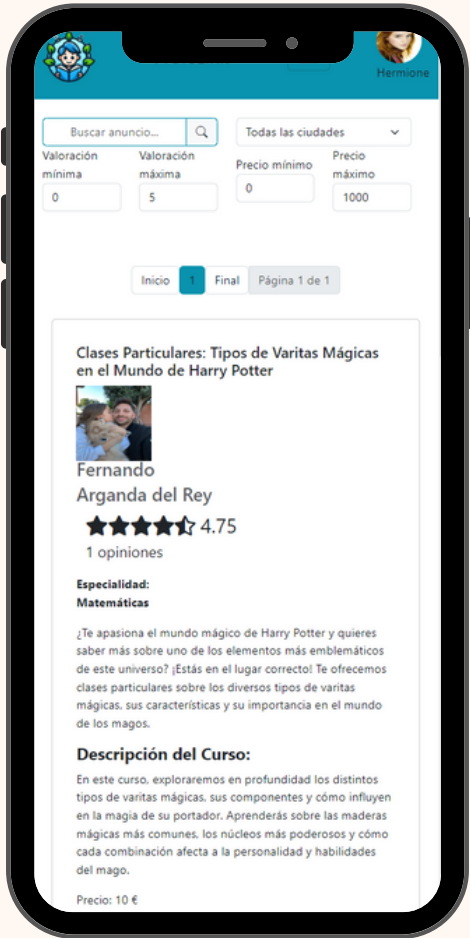 Hermione
Buscar anuncio...
Todas las ciudades
Valoración mínima
0
Valoración máxima
5
Precio mínimo
0
Precio máximo
1000
Inicio
1
Final
Página 1 de 1
Clases Particulares: Tipos de Varitas Mágicas
en el Mundo de Harry Potter
Fernando
Arganda del Rey
4.75
1 opiniones
Especialidad:
Matemáticas
¿Te apasiona el mundo mágico de Harry Potter y quieres
saber más sobre uno de los elementos más emblemáticos
de este universo? ¡Estás en el lugar correcto! Te ofrecemos
clases particulares sobre los diversos tipos de varitas
mágicas, sus características y su importancia en el mundo
de los magos.
Descripción del Curso:
En este curso, exploraremos en profundidad los distintos
tipos de varitas mágicas, sus componentes y cómo influyen
en la magia de su portador. Aprenderás sobre las maderas
mágicas más comunes, los núcleos más poderosos y cómo
cada combinación afecta a la personalidad y habilidades
del mago.
Precio: 10 €